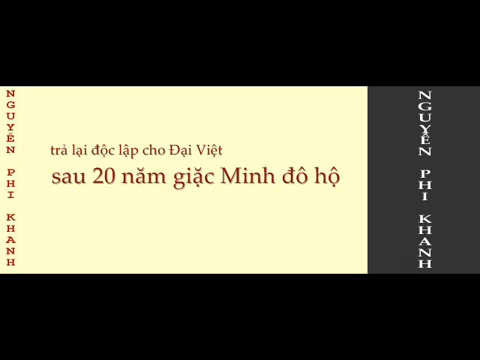 NGUYỄN PHI KHANH
trả lại độc lập cho Đại Việt
sau 20 năm giặc Minh đô hộ
NGUYỄN PHI KHANH